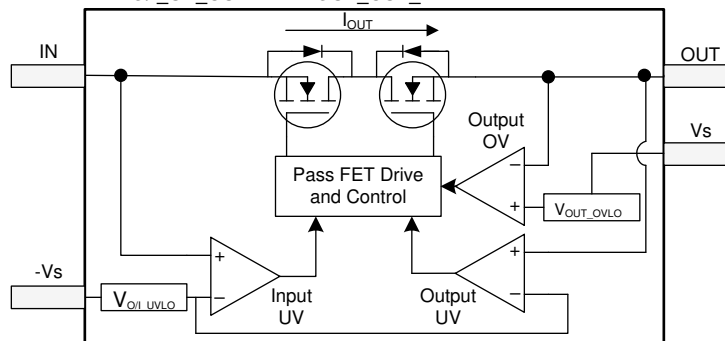 I_OUT
IN
OUT
Output
OV
Vs
Pass FET Drive
and Control
−
+
V_OUT_OVLO
+
−
+
−
-Vs
V_O/I_UVLO
Input
UV
Output
UV